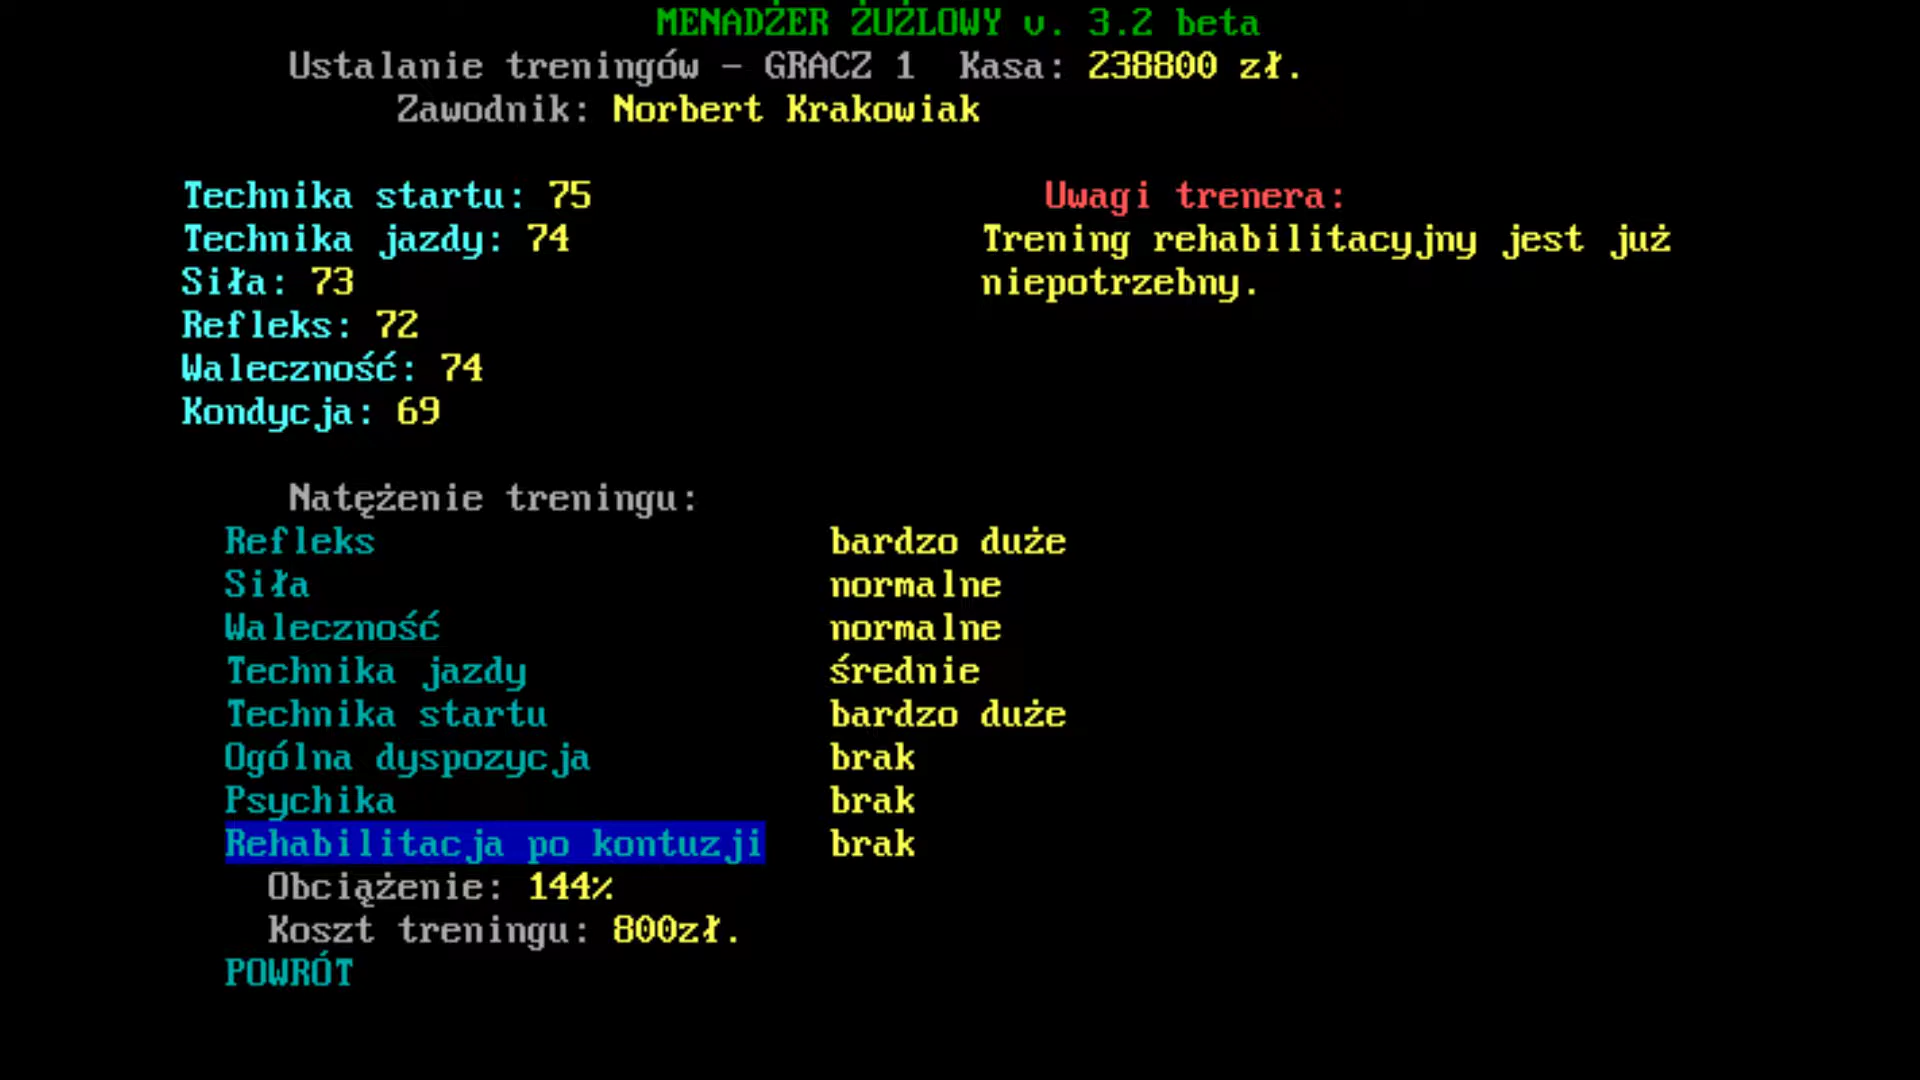 MENADŻER ŻUŻLOWY v. 3.2 beta
Ustalanie treningów - GRACZ 1 Kasa: 238800 zł.
Zawodnik: Norbert Krakowiak
Technika startu: 75
Technika jazdy: 74
Siła: 73
Refleks: 72
Waleczność: 74
Kondycja: 69
Uwagi trenera:
Trening rehabilitacyjny jest już
niepotrzebny.
Natężenie treningu:
Refleks bardzo duże
Siła normalne
Waleczność normalne
Technika jazdy średnie
Technika startu bardzo duże
Ogólna dyspozycja brak
Psychika brak
Rehabilitacja po kontuzji brak
Obciążenie: 144%
Koszt treningu: 800zł.
POWRÓT